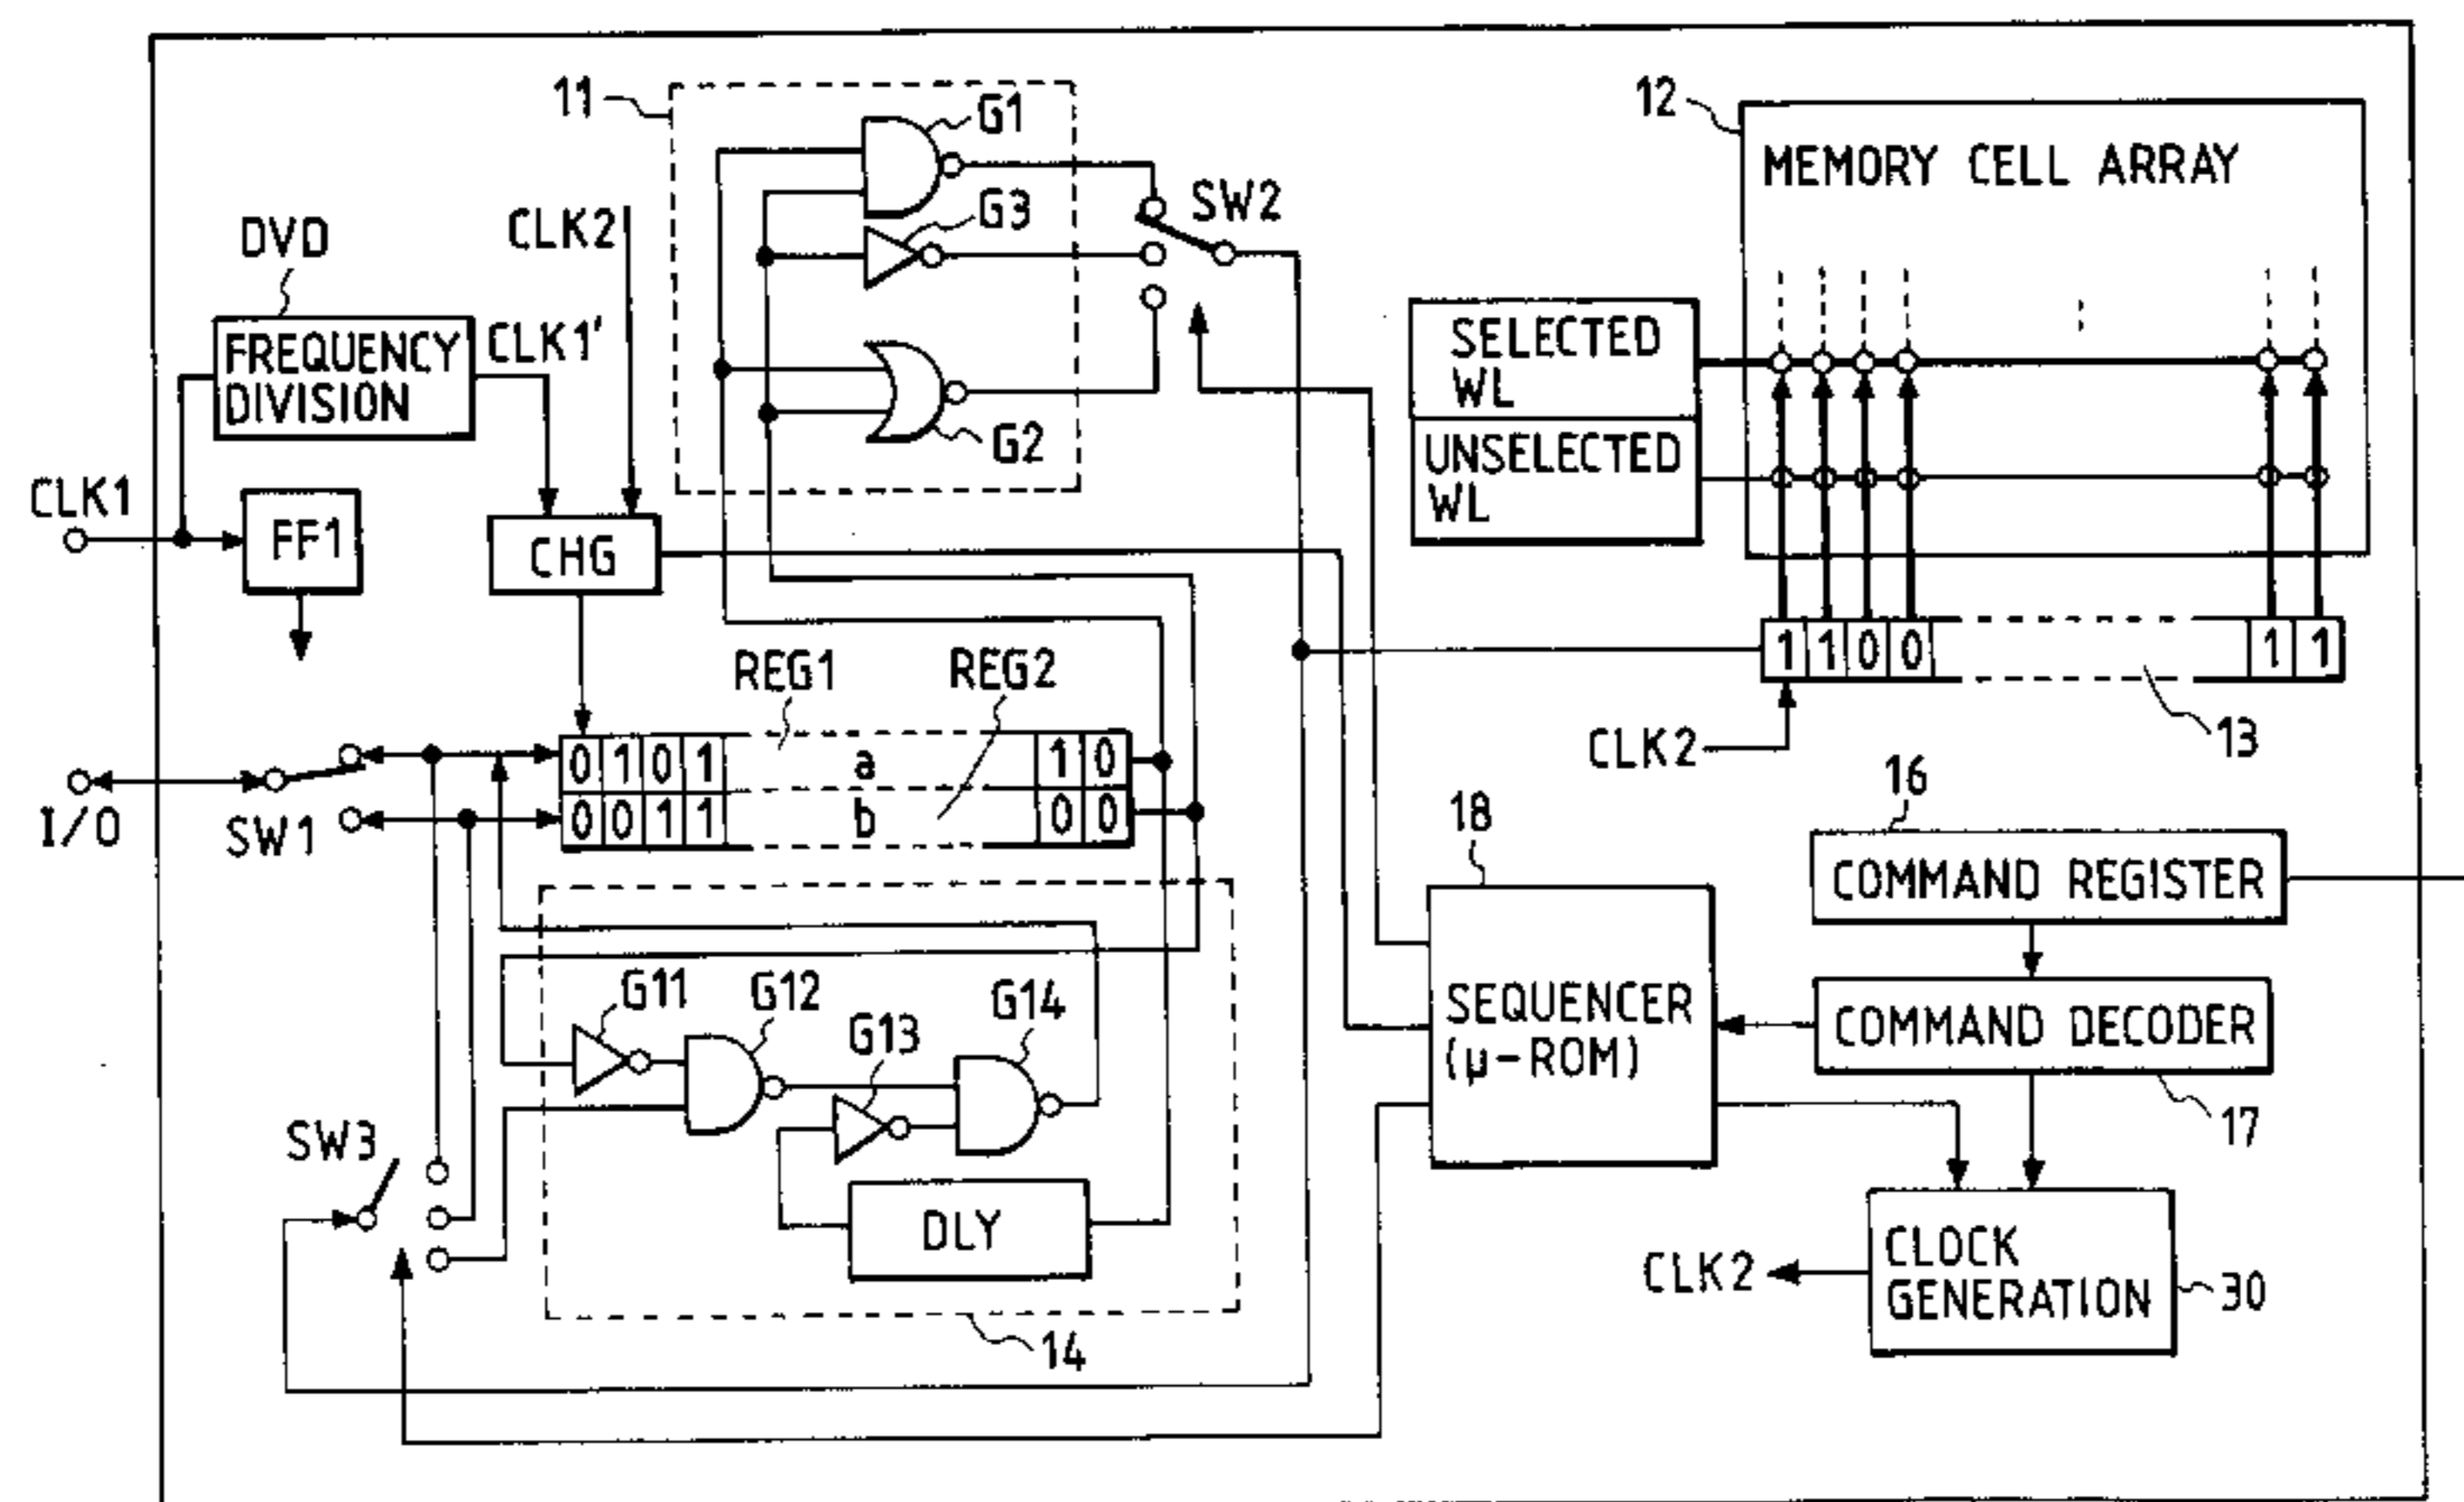 11
G1
12
MEMORY CELL ARRAY
G3
SW2
CLK2
DVD
FREQUENCY
DIVISION
CLK1'
G2
SELECTED
WL
UNSELECTED
WL
CLK1
FF1
CHG
1 1 0 0 1 1
REG1
REG2
CLK2
13
I/O
SW1
0 1 0 1 a 1 0
0 0 1 1 b 0 0
16
COMMAND REGISTER
18
SEQUENCER
(μ-ROM)
COMMAND DECODER
17
G11
G12
G13
G14
SW3
DLY
14
CLK2
CLOCK
GENERATION
30